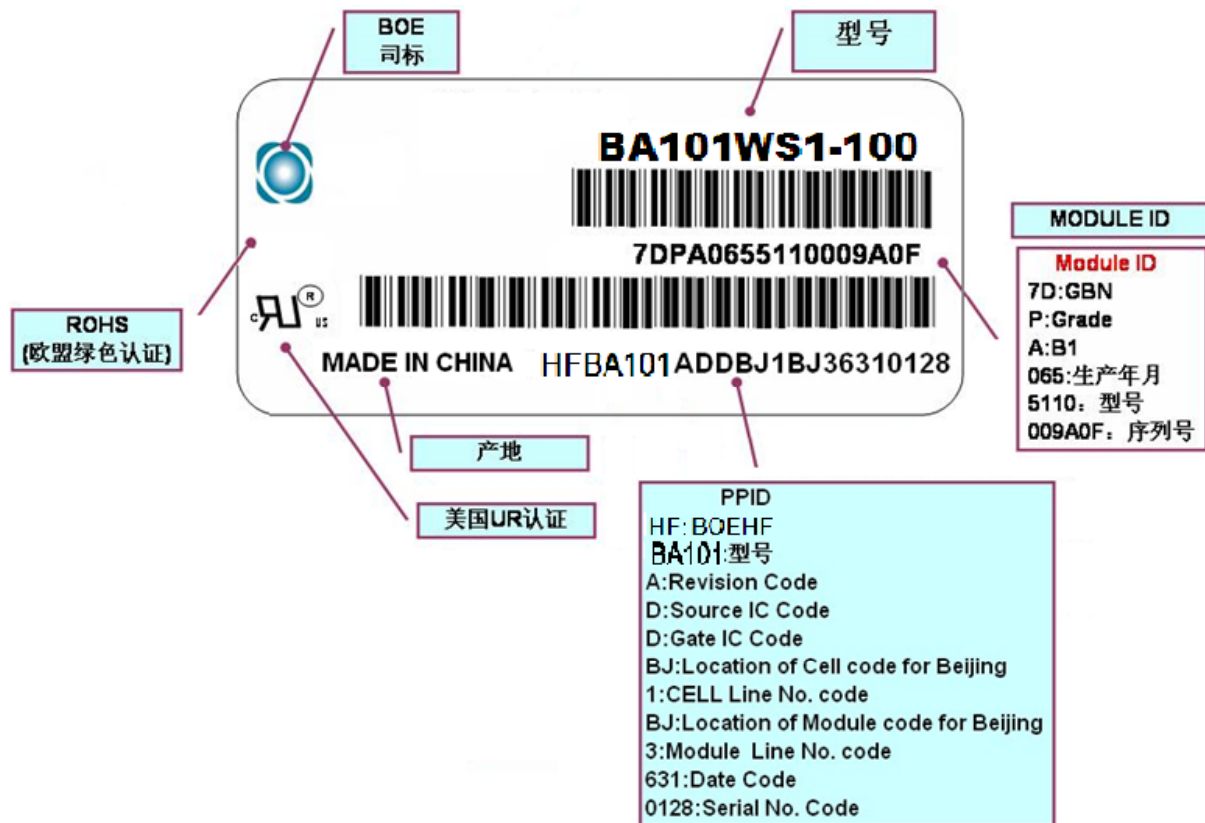 BOE
司标
型号
BA101WS1-100
7DPA0655110009A0F
MODULE ID
Module ID
7D:GBN
P:Grade
A:B1
065:生产年月
5110：型号
009A0F：序列号
ROHS
(欧盟绿色认证)
c RU ® US
MADE IN CHINA
HFBA101ADDBJ1BJ36310128
产地
美国UR认证
PPID
HF:BOEHF
BA101:型号
A:Revision Code
D:Source IC Code
D:Gate IC Code
BJ:Location of Cell code for Beijing
1:CELL Line No. code
BJ:Location of Module code for Beijing
3:Module Line No. code
631:Date Code
0128:Serial No. Code